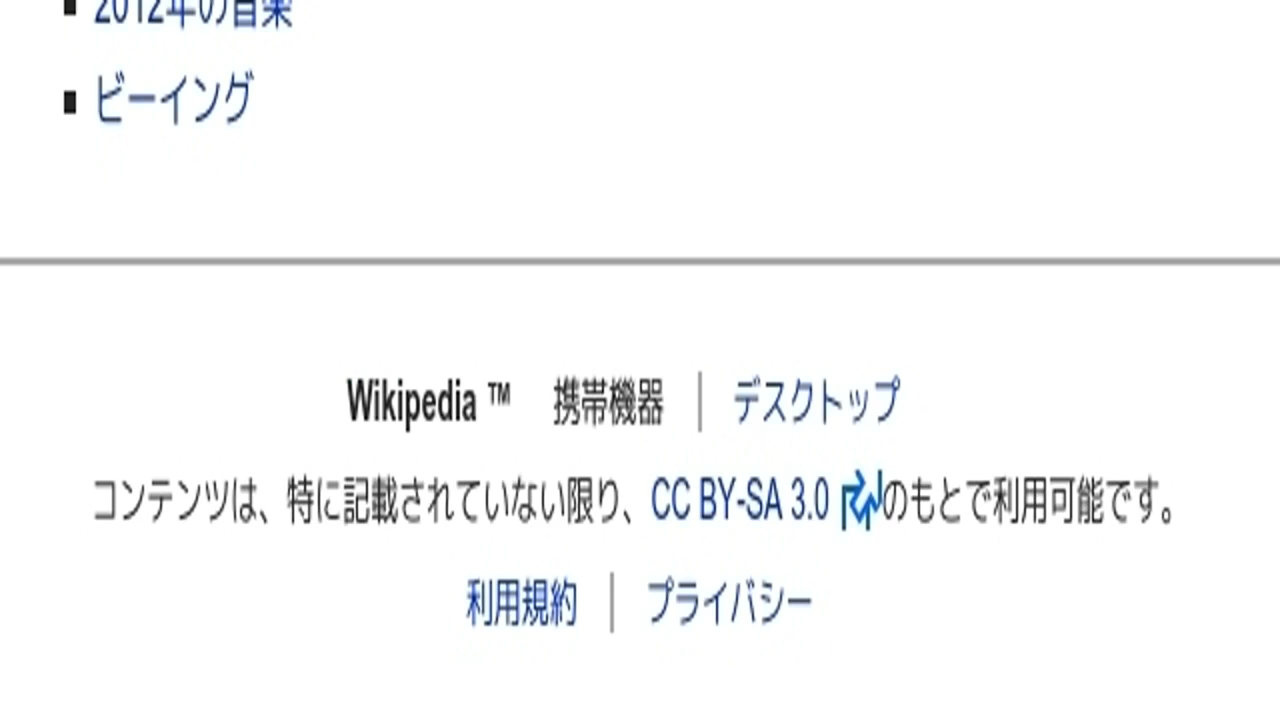 2012年の音楽
ビーイング
Wikipedia ™ 携帯機器 | デスクトップ
コンテンツは、特に記載されていない限り、CC BY-SA 3.0 のもとで利用可能です。
利用規約 | プライバシー